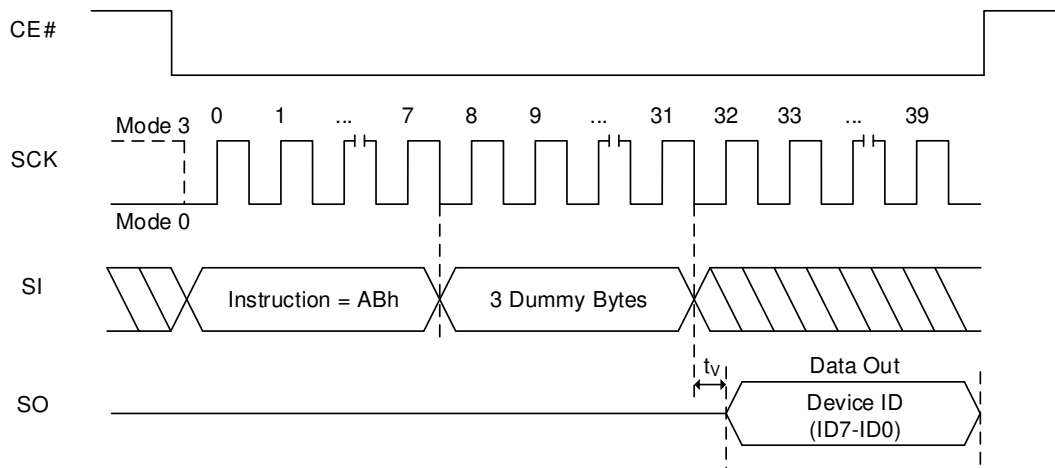 CE#
0 1 ... 7 8 9 ... 31 32 33 ... 39
Mode 3
SCK
Mode 0
SI
Instruction = ABh
3 Dummy Bytes
tV
Data Out
SO
Device ID
(ID7-ID0)